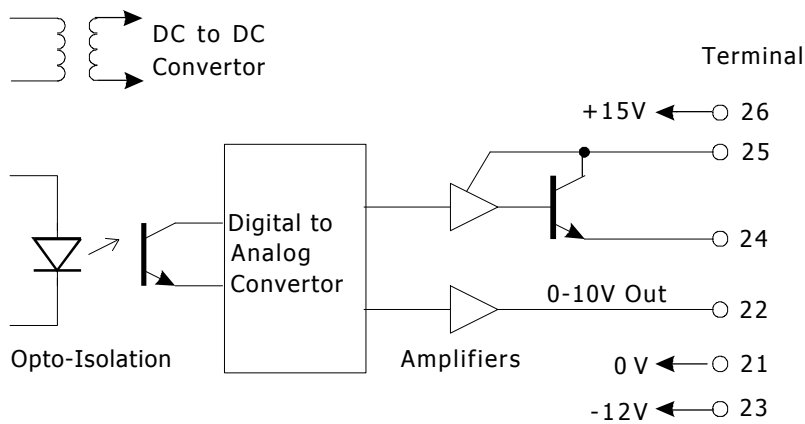 DC to DC
Convertor
Terminal
+15V
26
25
Digital to
Analog
Convertor
24
0-10V Out
22
Opto-Isolation
Amplifiers
0 V
21
-12V
23